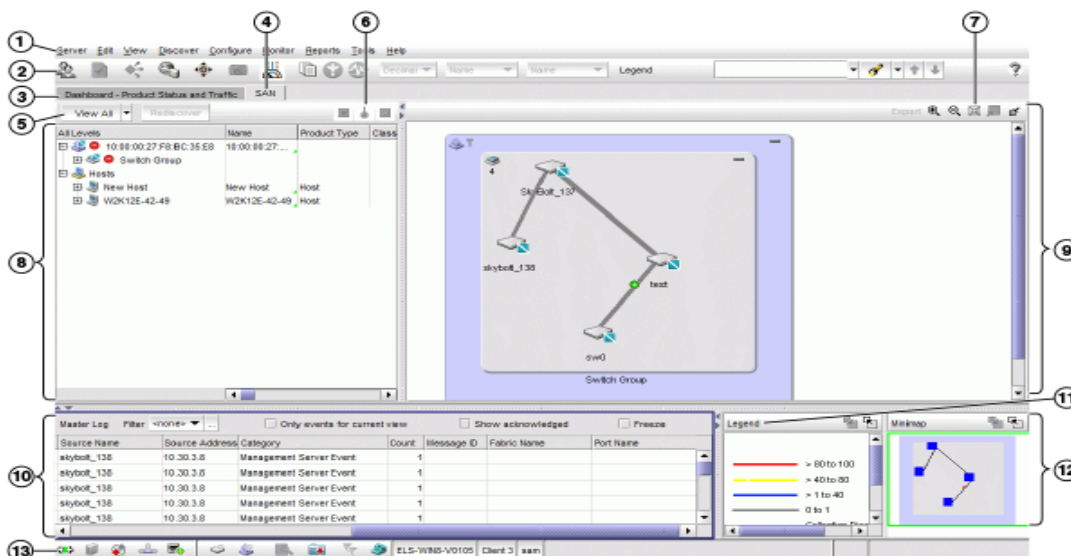 4 6 7
1 Server Edit View Discover Configure Monitor Reports Tools Help
2 Decimal Name Name Legend ?
3 Dashboard - Product Status and Traffic SAN
5 View All Rediscover Export
All Levels Name Product Type Class
10:00:00:27:F8:BC:35:E8 10:00:00:27:...
Switch Group
Hosts
New Host New Host Host
W2K12E-42-49 W2K12E-42-49 Host
8
9
4
SkyBolt_137
skybolt_138
test
sw0
Switch Group
11
10
12
Master Log Filter <none> ... Only events for current view Show acknowledged Freeze
Source Name Source Address Category Count Message ID Fabric Name Port Name
skybolt_138 10.30.3.8 Management Server Event 1
skybolt_138 10.30.3.8 Management Server Event 1
skybolt_138 10.30.3.8 Management Server Event 1
skybolt_138 10.30.3.8 Management Server Event 1
skybolt_138 10.30.3.8 Management Server Event 1
Legend
> 80 to 100
> 40 to 80
> 1 to 40
0 to 1
Minimap
13 ELS-WIN8-V0105 Client 3 sam